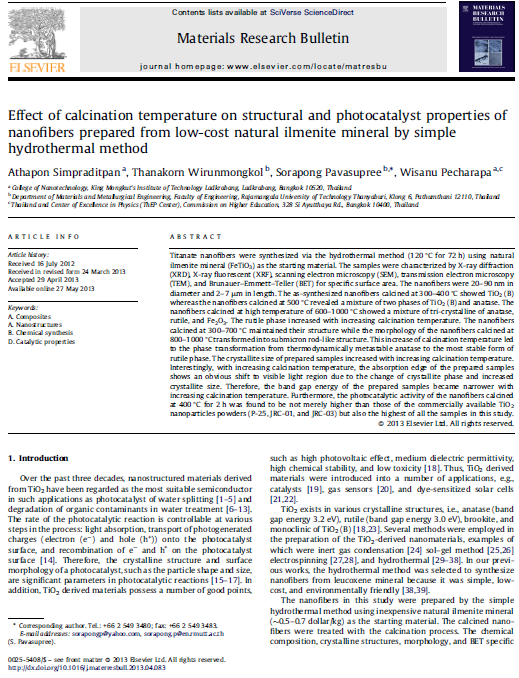 Contents lists available at SciVerse ScienceDirect
Materials Research Bulletin
journal homepage: www.elsevier.com/locate/matresbu
ELSEVIER
MATERIALS
RESEARCH
BULLETIN
Effect of calcination temperature on structural and photocatalyst properties of
nanofibers prepared from low-cost natural ilmenite mineral by simple
hydrothermal method
Athapon Simpraditpan a, Thanakorn Wirunmongkol b, Sorapong Pavasupree b,*, Wisanu Pecharapa a,c
a College of Nanotechnology, King Mongkut's Institute of Technology Ladkrabang, Ladkrabang, Bangkok 10520, Thailand
b Department of Materials and Metallurgical Engineering, Faculty of Engineering, Rajamangala University of Technology Thanyaburi, Klong 6, Pathumthani 12110, Thailand
c Thailand Center of Excellence in Physics (ThEP Center), Commission on Higher Education, 328 Si Ayutthaya Rd., Bangkok 10400, Thailand
ARTICLE INFO
Article history:
Received 16 July 2012
Received in revised form 24 March 2013
Accepted 29 April 2013
Available online 27 May 2013
Keywords:
A. Composites
A. Nanostructures
B. Chemical synthesis
D. Catalytic properties
ABSTRACT
Titanate nanofibers were synthesized via the hydrothermal method (120 °C for 72 h) using natural
ilmenite mineral (FeTiO3) as the starting material. The samples were characterized by X-ray diffraction
(XRD), X-ray fluorescent (XRF), scanning electron microscopy (SEM), transmission electron microscopy
(TEM), and Brunauer–Emmett–Teller (BET) for specific surface area. The nanofibers were 20–90 nm in
diameter and 2–7 μm in length. The as-synthesized nanofibers calcined at 300–400 °C showed TiO2 (B)
whereas the nanofibers calcined at 500 °C revealed a mixture of two phases of TiO2 (B) and anatase. The
nanofibers calcined at high temperature of 600–1000 °C showed a mixture of tri-crystalline of anatase,
rutile, and Fe2O3. The rutile phase increased with increasing calcination temperature. The nanofibers
calcined at 300–700 °C maintained their structure while the morphology of the nanofibers calcined at
800–1000 °C transformed into submicron rod-like structure. This increase of calcination temperature led
to the phase transformation from thermodynamically metastable anatase to the most stable form of
rutile phase. The crystallite size of prepared samples increased with increasing calcination temperature.
Interestingly, with increasing calcination temperature, the absorption edge of the prepared samples
shows an obvious shift to visible light region due to the change of crystallite phase and increased
crystallite size. Therefore, the band gap energy of the prepared samples became narrower with
increasing calcination temperature. Furthermore, the photocatalytic activity of the nanofibers calcined
at 400 °C for 2 h was found to be not merely higher than those of the commercially available TiO2
nanoparticles powders (P-25, JRC-01, and JRC-03) but also the highest of all the samples in this study.
© 2013 Elsevier Ltd. All rights reserved.
1. Introduction
Over the past three decades, nanostructured materials derived
from TiO2 have been regarded as the most suitable semiconductor
in such applications as photocatalyst of water splitting [1–5] and
degradation of organic contaminants in water treatment [6–13].
The rate of the photocatalytic reaction is controllable at various
steps in the process: light absorption, transport of photogenerated
charges (electron (e−) and hole (h+)) onto the photocatalyst
surface, and recombination of e− and h+ on the photocatalyst
surface [14]. Therefore, the crystalline structure and surface
morphology of a photocatalyst, such as the particle shape and size,
are significant parameters in photocatalytic reactions [15–17]. In
addition, TiO2 derived materials possess a number of good points,
such as high photovoltaic effect, medium dielectric permittivity,
high chemical stability, and low toxicity [18]. Thus, TiO2 derived
materials were introduced into a number of applications, e.g.,
catalysts [19], gas sensors [20], and dye-sensitized solar cells
[21,22].
TiO2 exists in various crystalline structures, i.e., anatase (band
gap energy 3.2 eV), rutile (band gap energy 3.0 eV), brookite, and
monoclinic of TiO2 (B) [18,23]. Several methods were employed in
the preparation of the TiO2-derived nanomaterials, examples of
which were inert gas condensation [24] sol–gel method [25,26]
electrospinning [27,28], and hydrothermal [29–38]. In our previ-
ous works, the hydrothermal method was selected to synthesize
nanofibers from leucoxene mineral because it was simple, low-
cost, and environmentally friendly [38,39].
The nanofibers in this study were prepared by the simple
hydrothermal method using inexpensive natural ilmenite mineral
(~0.5–0.7 dollar/kg) as the starting material. The calcined nano-
fibers were treated with the calcination process. The chemical
composition, crystalline structures, morphology, and BET specific
* Corresponding author. Tel.: +66 2 549 3480; fax: +66 2 549 3483.
E-mail addresses: sorapongp@yahoo.com, sorapong.p@en.rmutt.ac.th
(S. Pavasupree).
0025-5408/$ – see front matter © 2013 Elsevier Ltd. All rights reserved.
http://dx.doi.org/10.1016/j.materresbull.2013.04.083